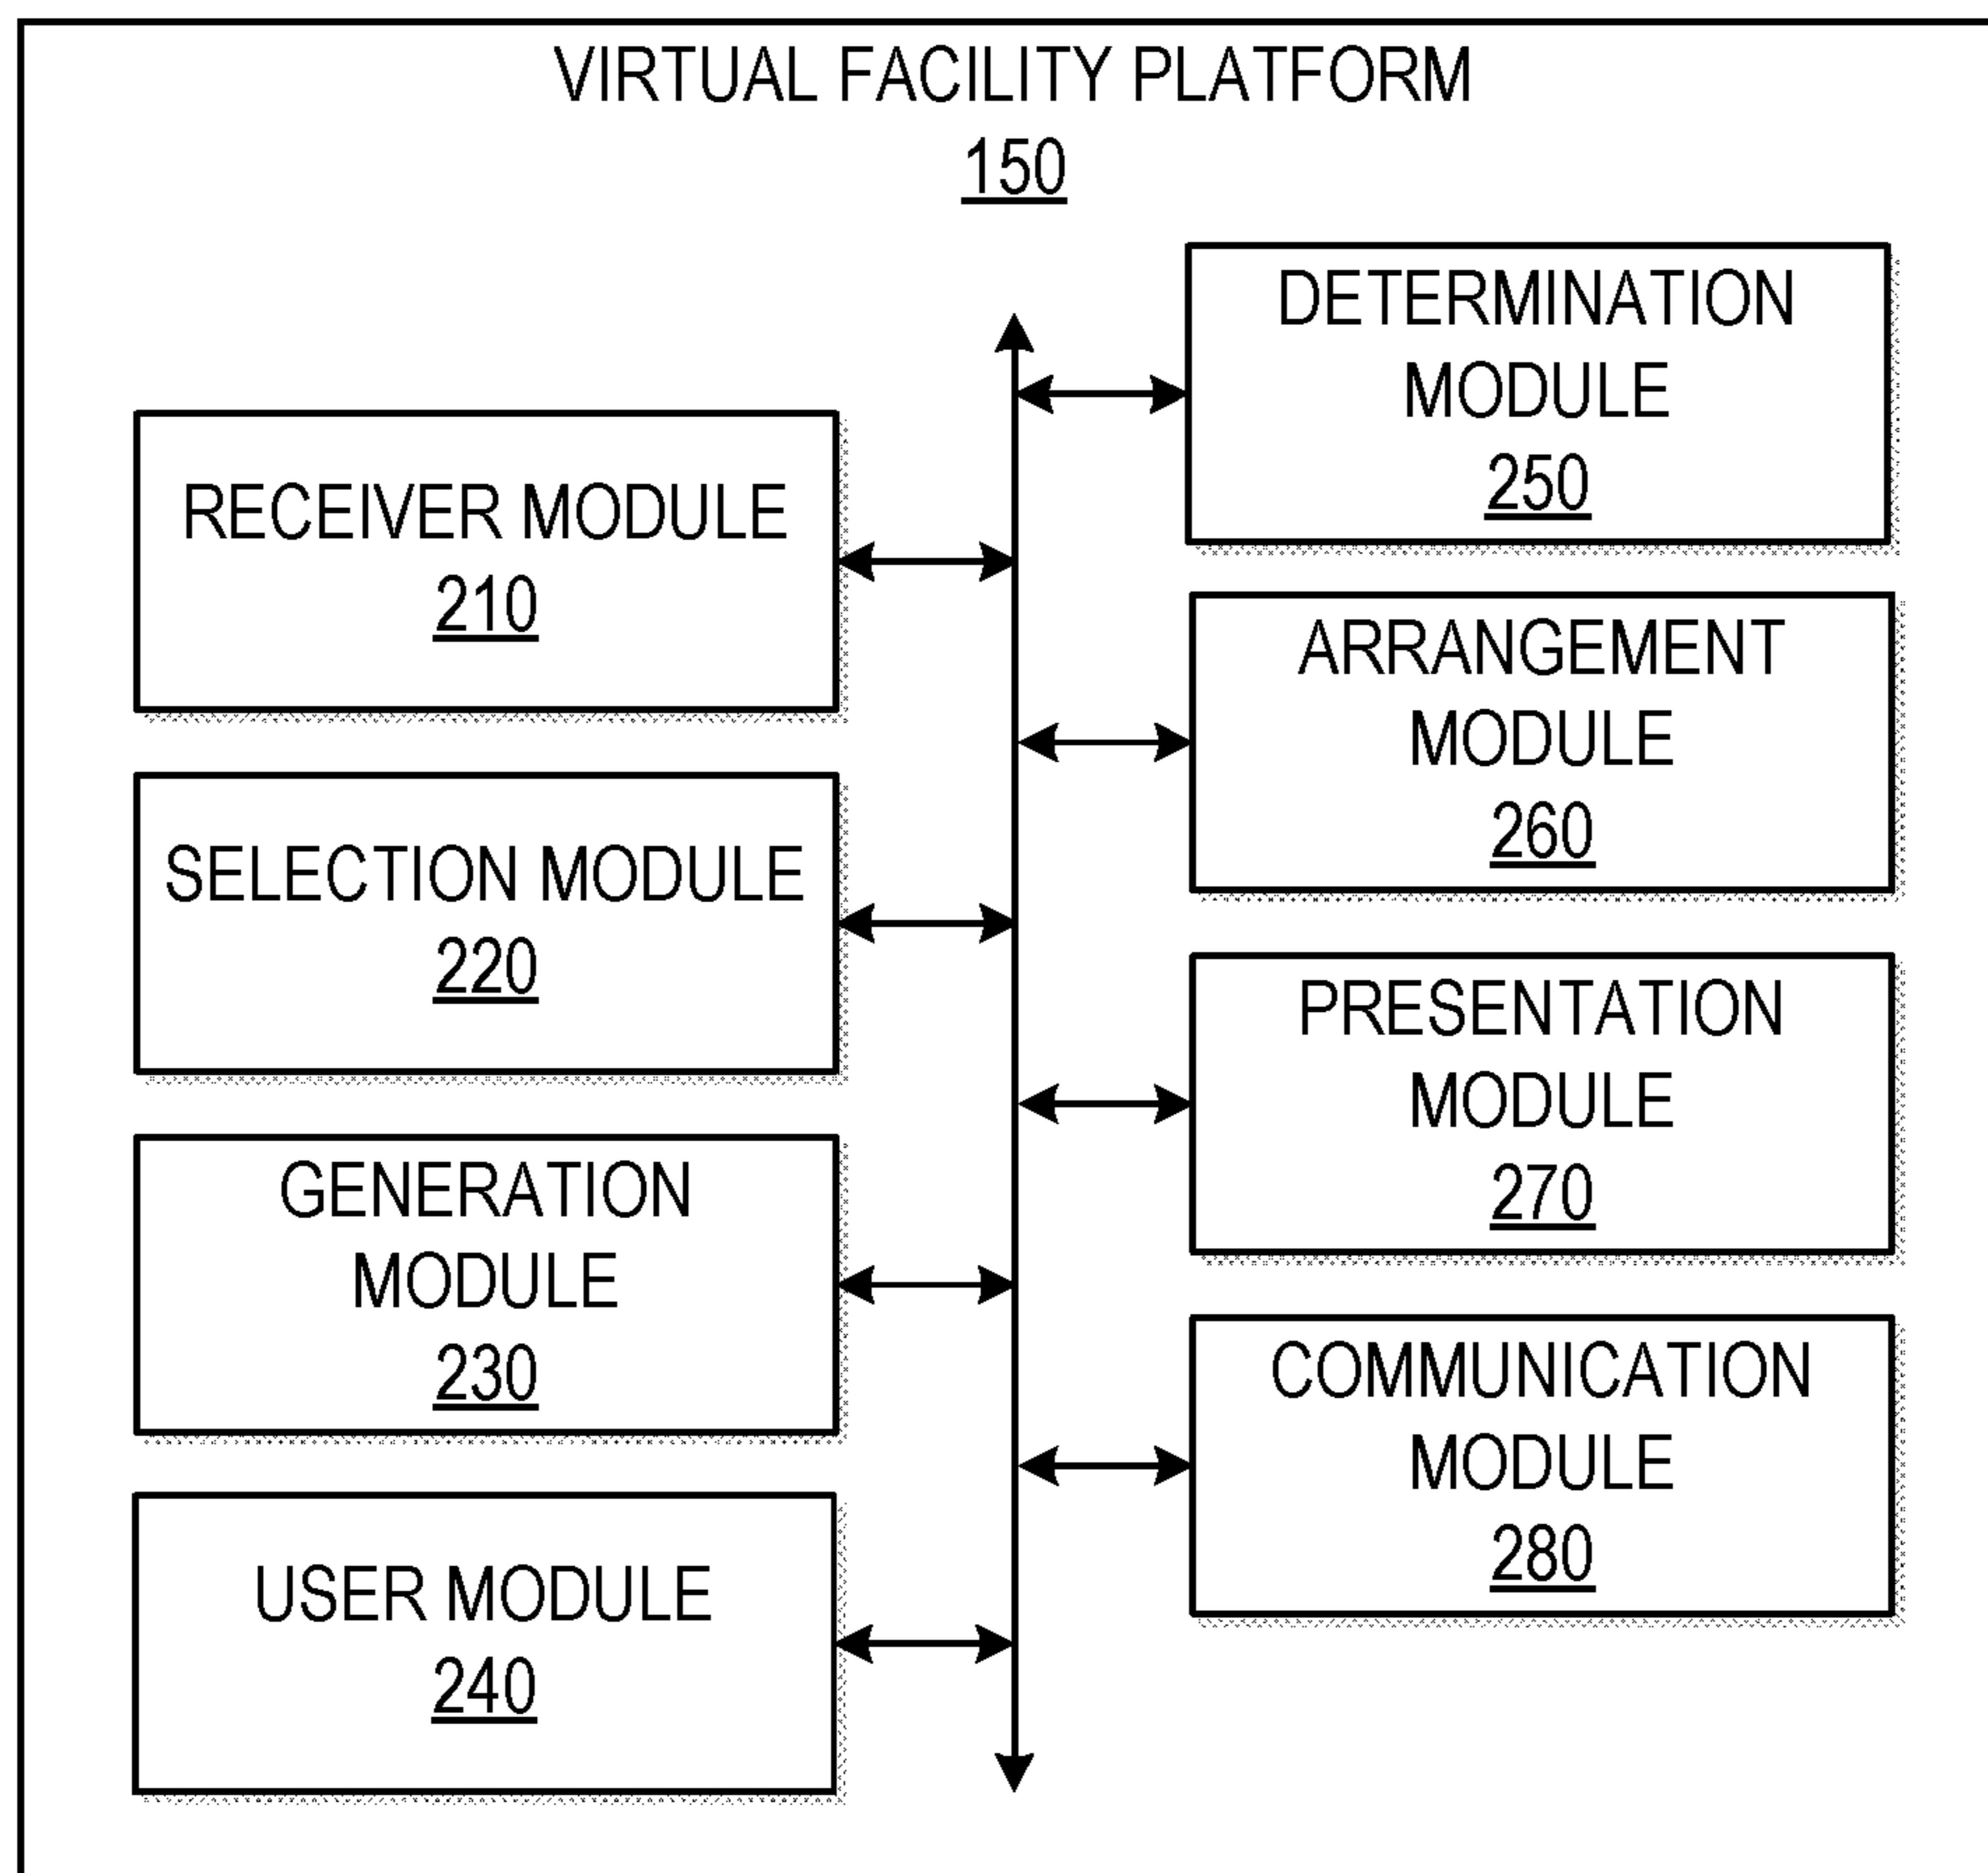 VIRTUAL FACILITY PLATFORM
150
RECEIVER MODULE
210
SELECTION MODULE
220
GENERATION
MODULE
230
USER MODULE
240
DETERMINATION
MODULE
250
ARRANGEMENT
MODULE
260
PRESENTATION
MODULE
270
COMMUNICATION
MODULE
280